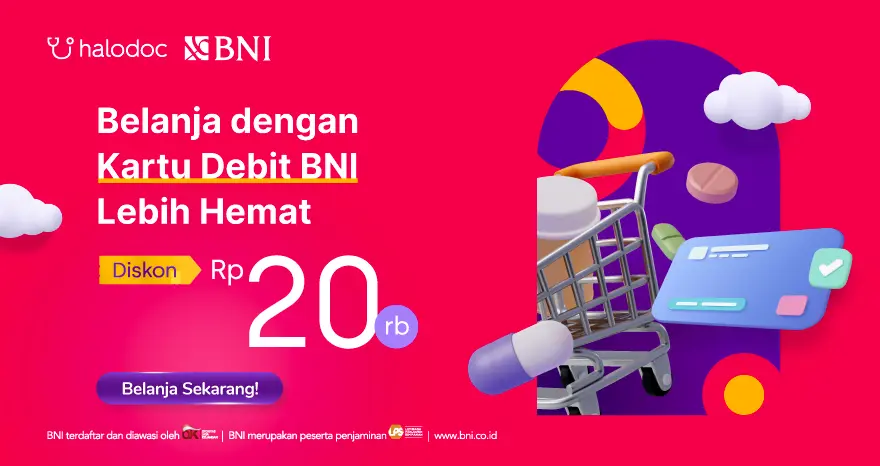 halodoc BNI
Belanja dengan
Kartu Debit BNI
Lebih Hemat
Diskon Rp 20 rb
Belanja Sekarang!
BNI terdaftar dan diawasi oleh OJK | BNI merupakan peserta penjaminan LPS | www.bni.co.id